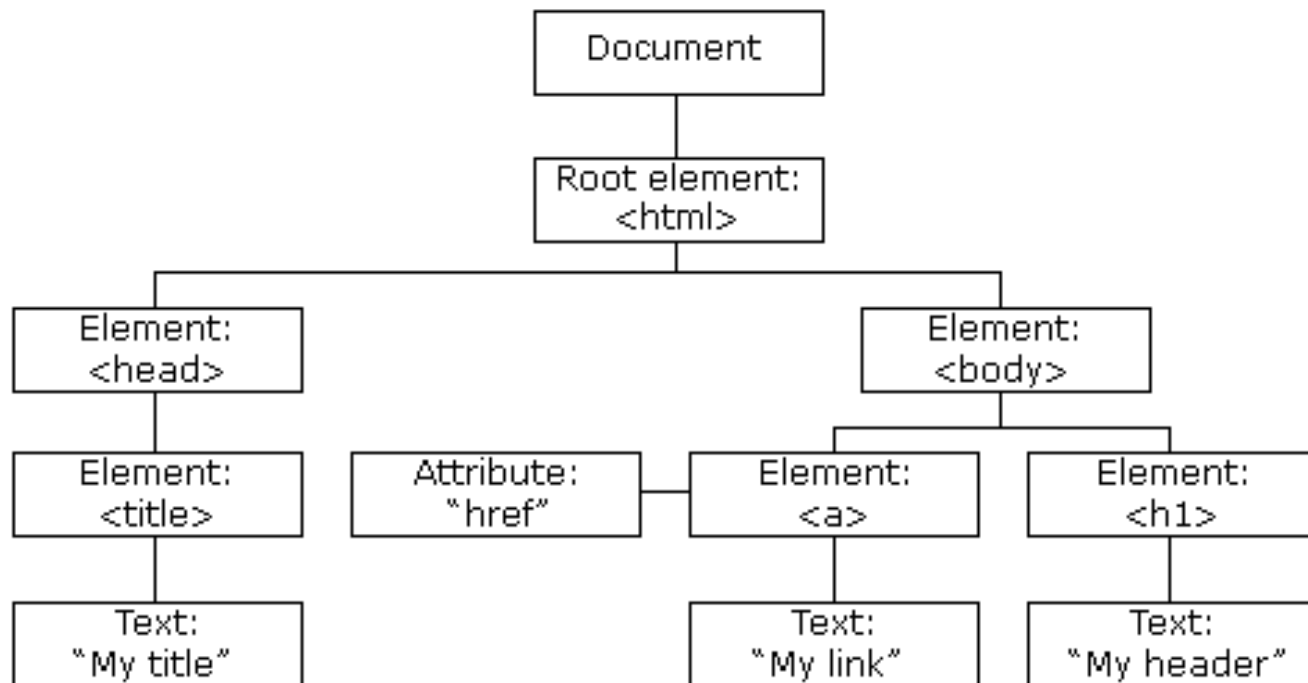 Document
Root element:
<html>
Element:
<head>
Element:
<body>
Element:
<title>
Attribute:
“href”
Element:
<a>
Element:
<h1>
Text:
“My title”
Text:
“My link”
Text:
“My header”